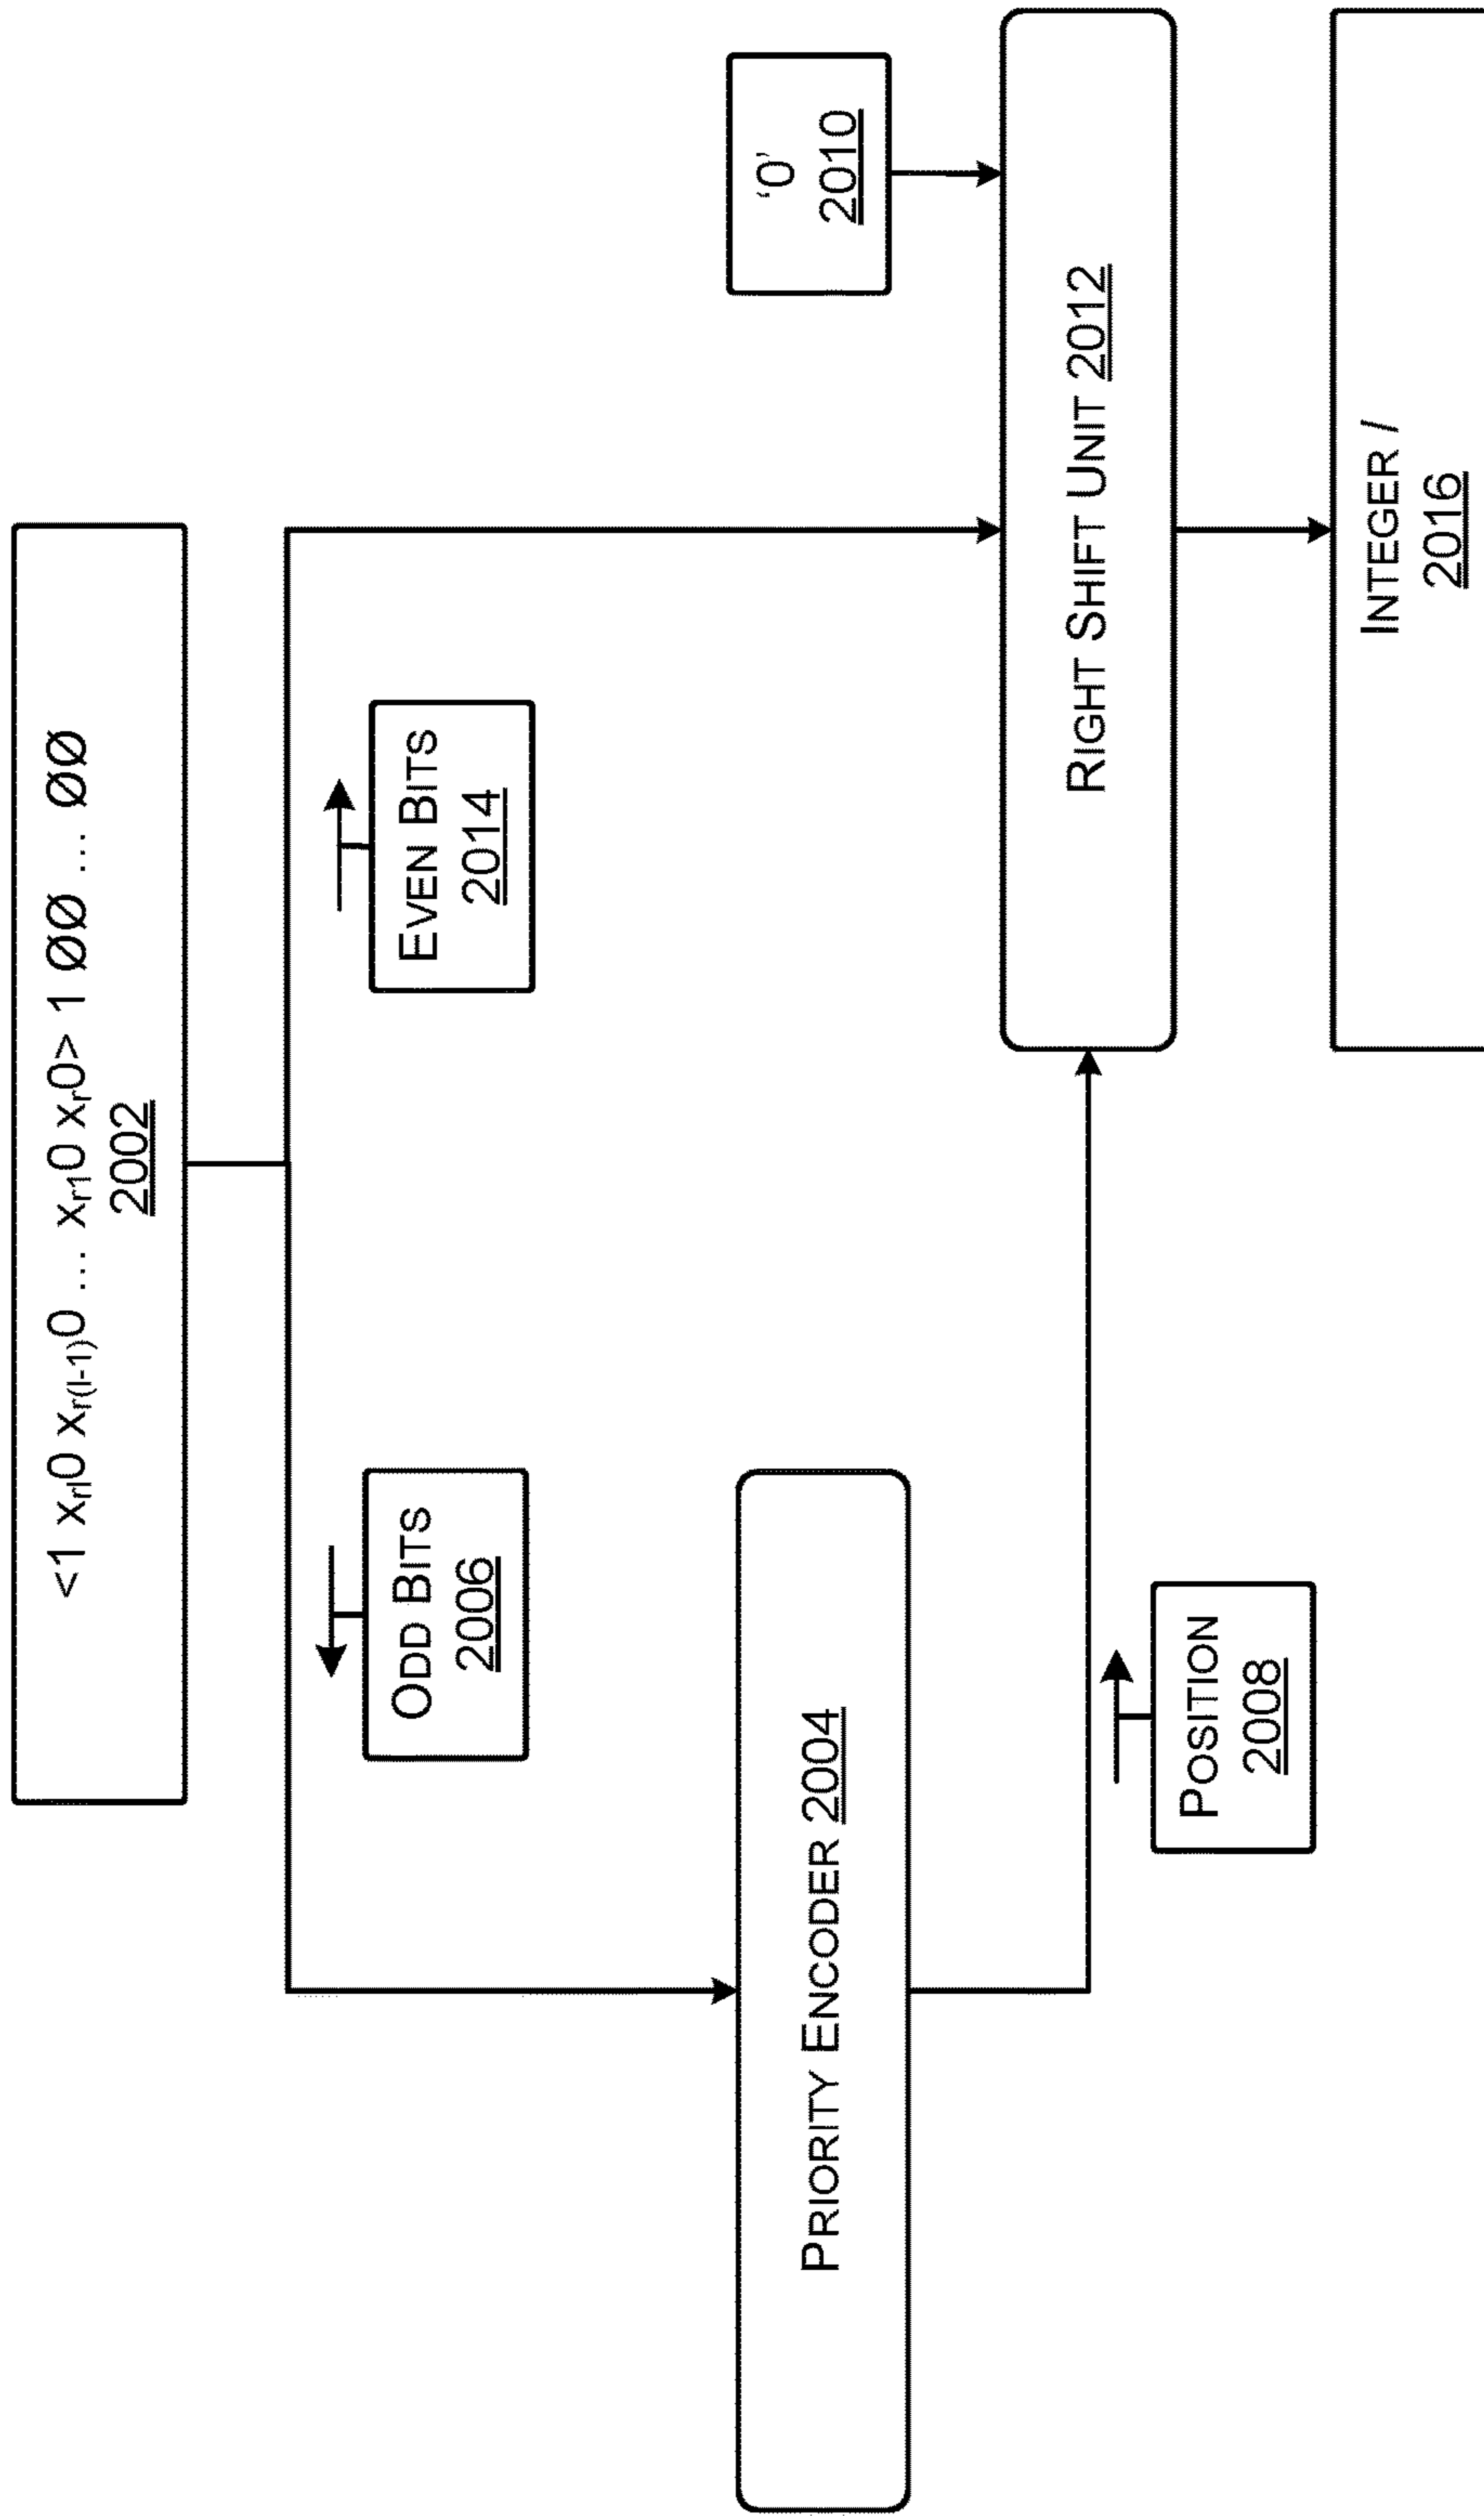 <1 xrl0 xr(l-1)0 … xr10 xr0> 1 ØØ … ØØ
2002
ODD BITS
2006
EVEN BITS
2014
PRIORITY ENCODER 2004
'0'
2010
POSITION
2008
RIGHT SHIFT UNIT 2012
INTEGER /
2016